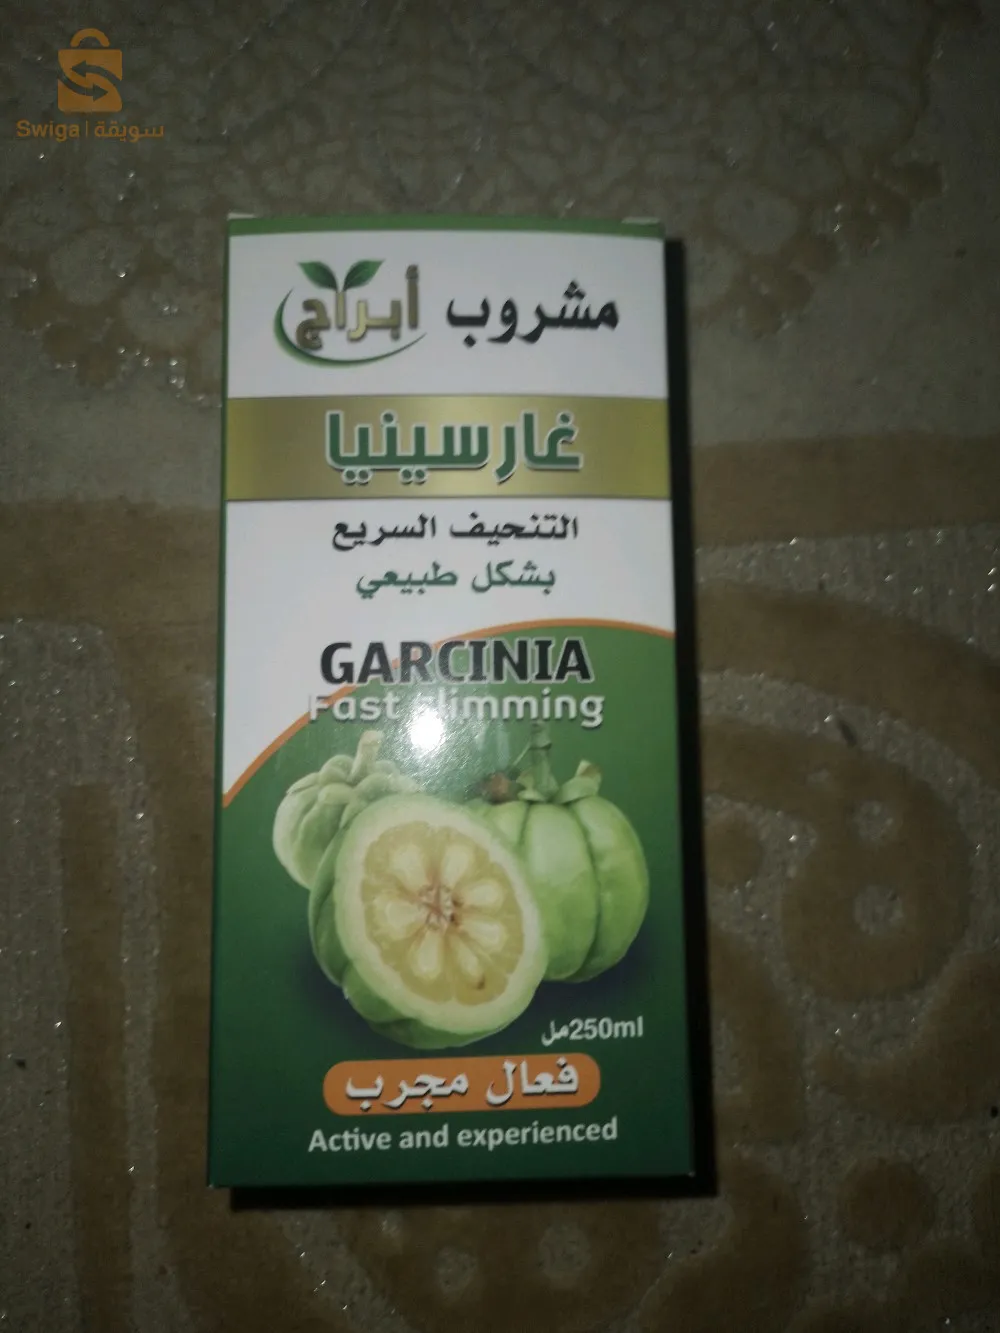 Swiga | سويقة
مشروب أبراج
غارسينيا
التنحيف السريع
بشكل طبيعي
GARCINIA
Fast slimming
250ml مل
فعال مجرب
Active and experienced